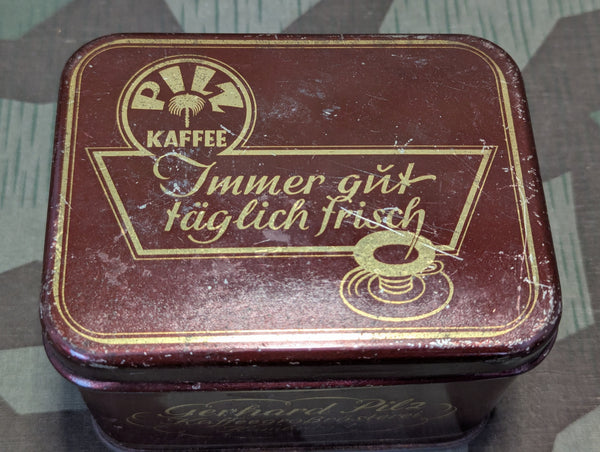 PILZ
KAFFEE
Immer gut
täglich frisch
Gerhard Pilz